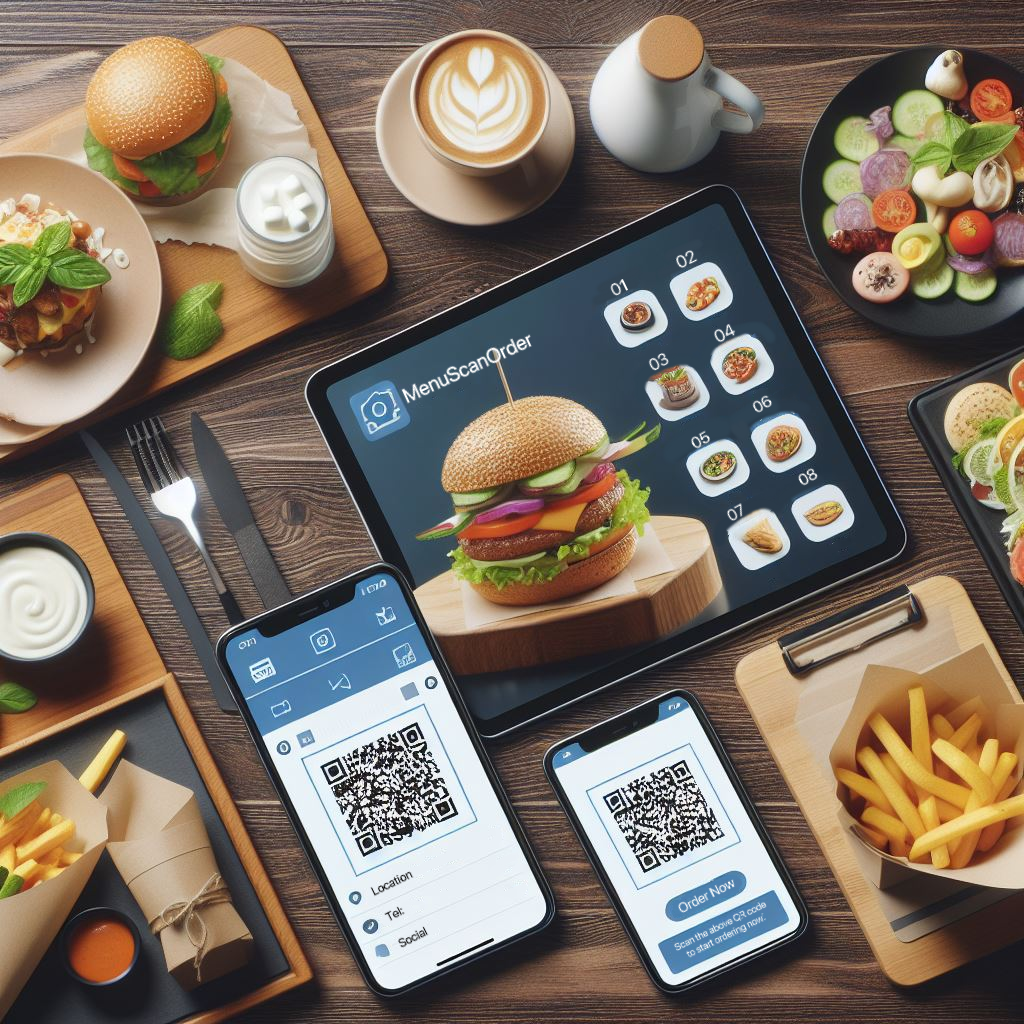 MenuScanOrder
01
02
03
04
05
06
07
08
Location
Tel:
Social
Order Now
Scan the above QR code
to start ordering now.